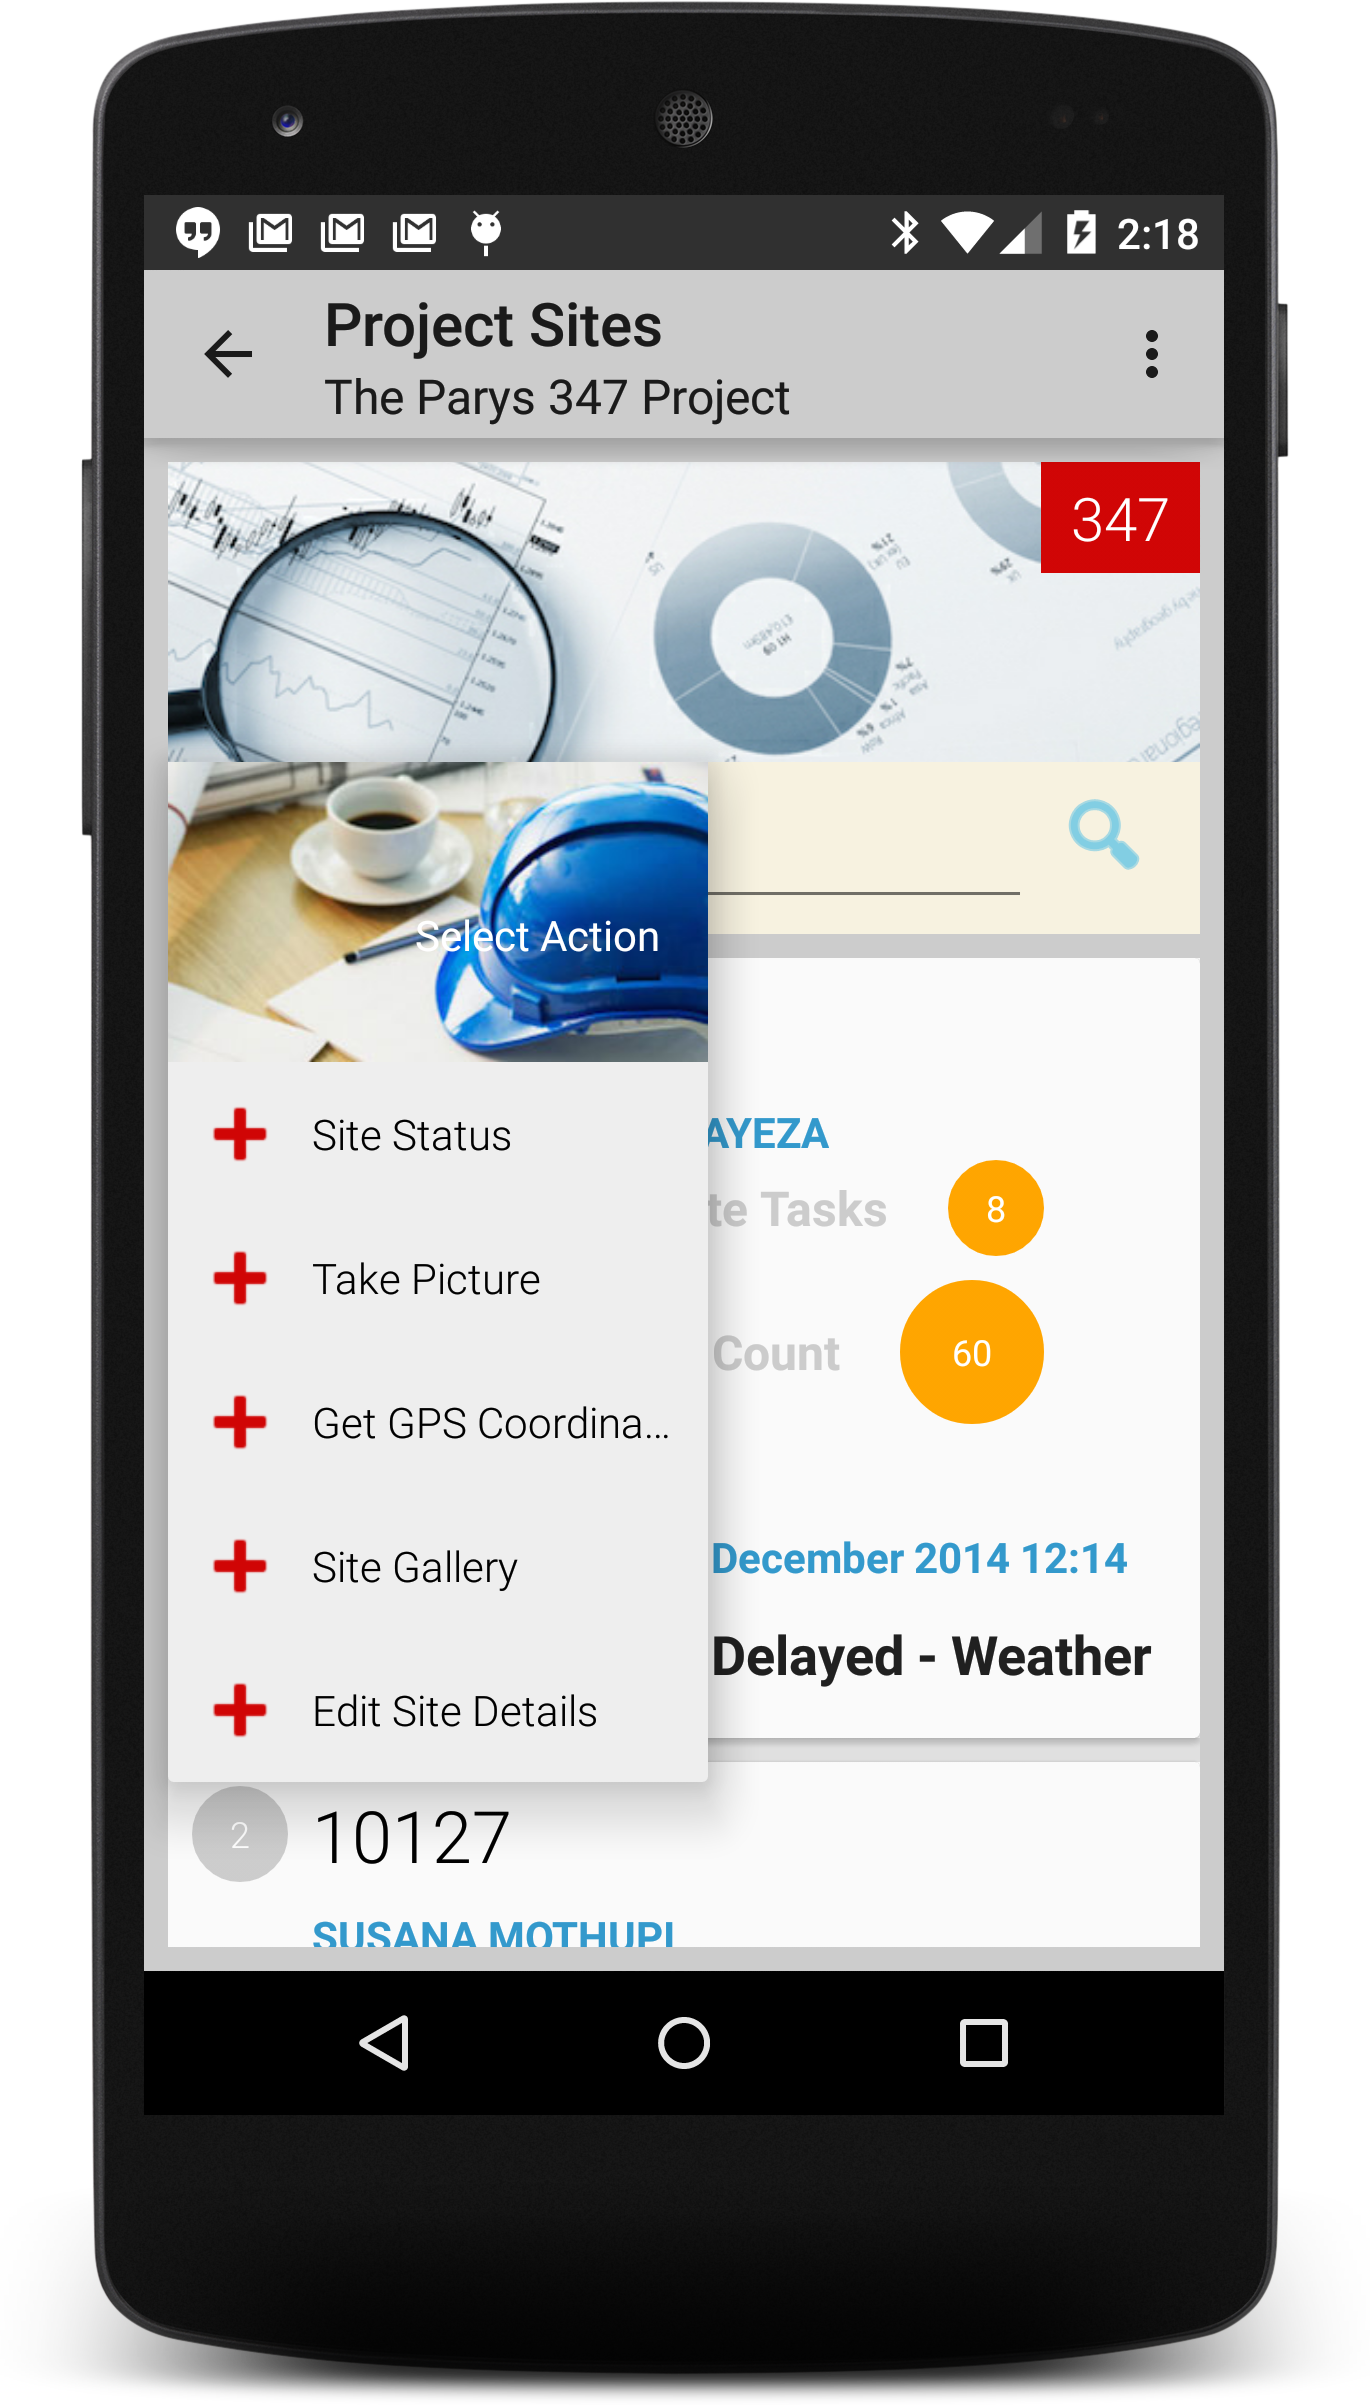 2:18
Project Sites
The Parys 347 Project
347
Select Action
Site Status
AYEZA
te Tasks
8
Take Picture
Count
60
Get GPS Coordina...
Site Gallery
December 2014 12:14
Delayed - Weather
Edit Site Details
2
10127
SUSANA MOTHUPI